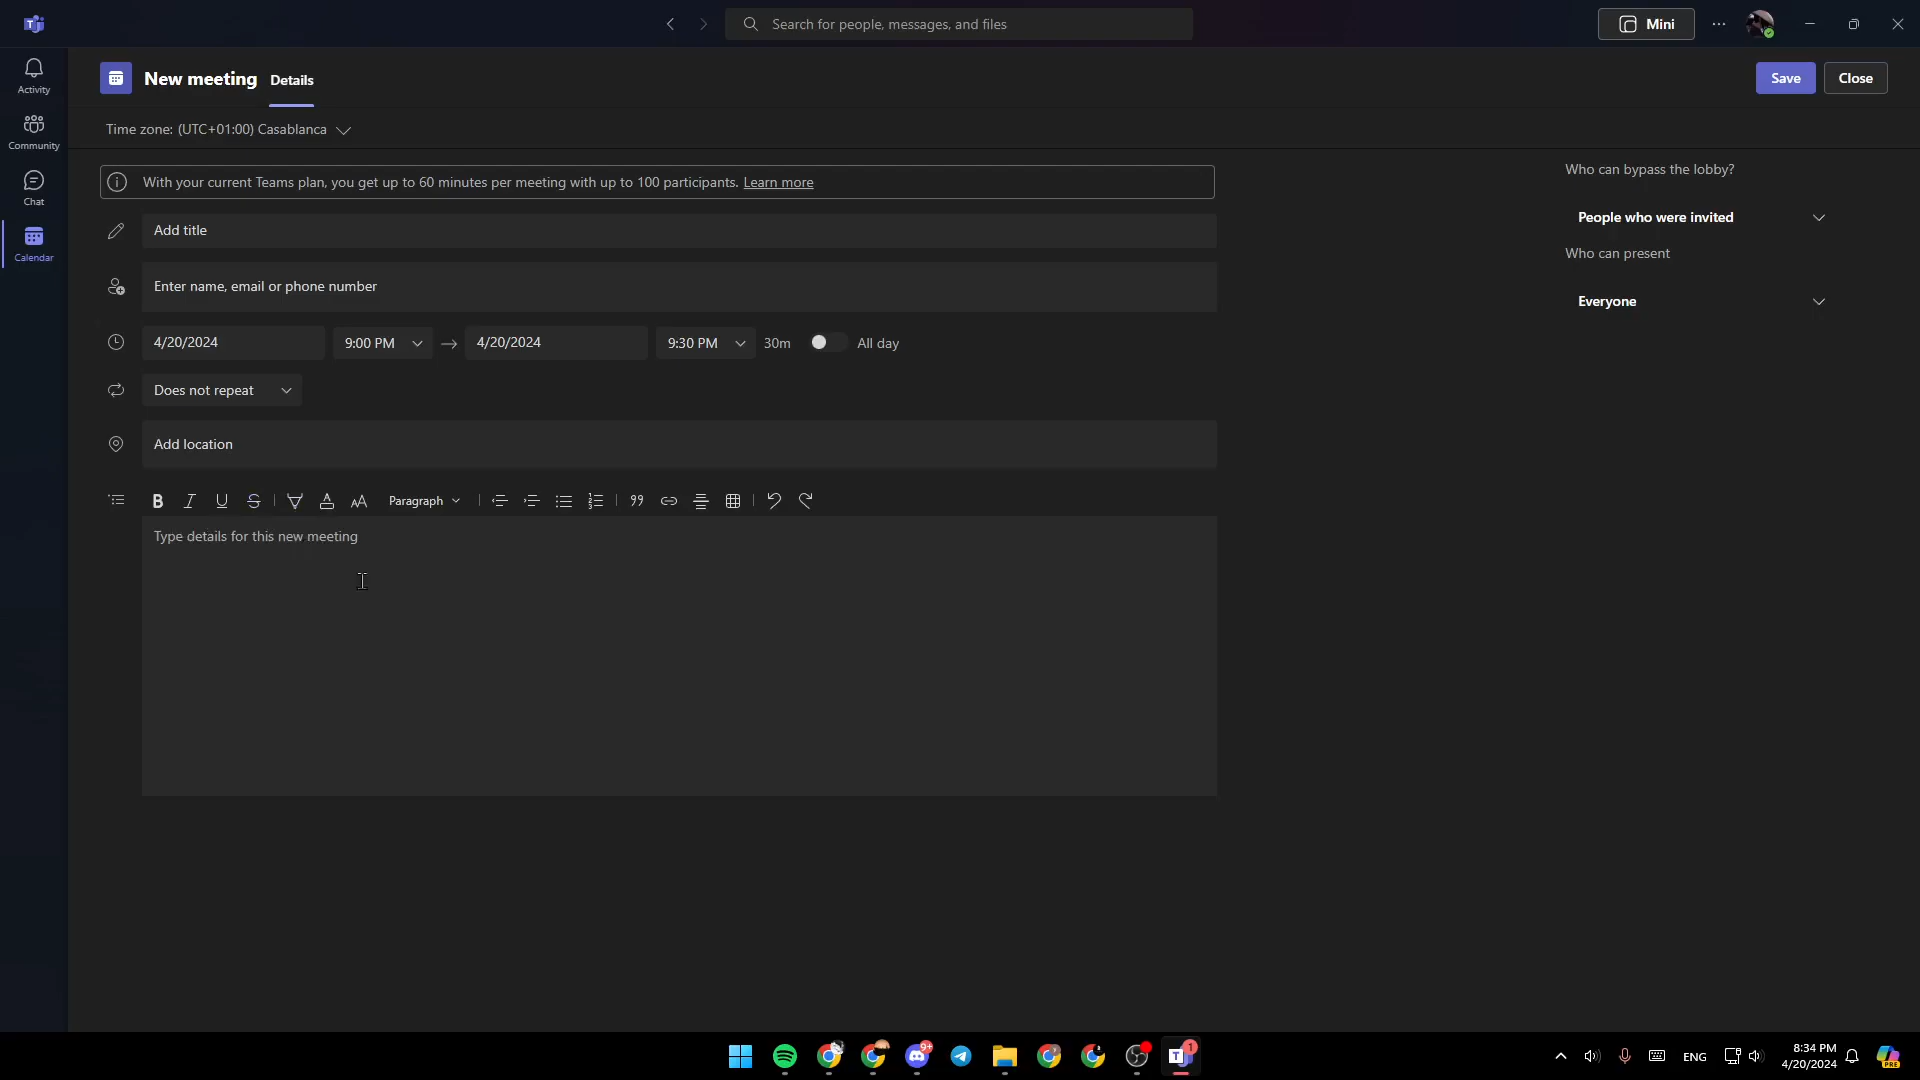 Search for people, messages, and files
Mini
Activity
Community
Chat
Calendar
New meeting
Details
Save
Close
Time zone: (UTC+01:00) Casablanca
With your current Teams plan, you get up to 60 minutes per meeting with up to 100 participants. Learn more
Add title
Enter name, email or phone number
4/20/2024
9:00 PM
4/20/2024
9:30 PM
30m
All day
Does not repeat
Add location
Paragraph
Type details for this new meeting
Who can bypass the lobby?
People who were invited
Who can present
Everyone
9+
1
ENG
8:34 PM
4/20/2024
PRE